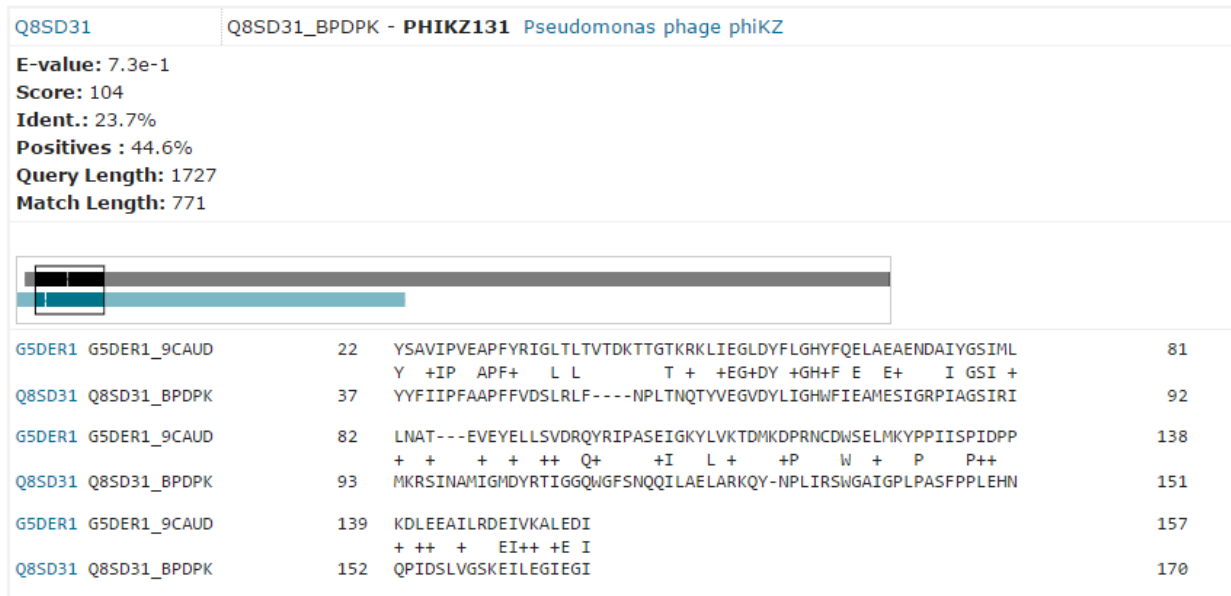 Q8SD31 Q8SD31_BPDPK - PHIKZ131 Pseudomonas phage phiKZ
E-value: 7.3e-1
Score: 104
Ident.: 23.7%
Positives : 44.6%
Query Length: 1727
Match Length: 771
G5DER1 G5DER1_9CAUD 22 YSAVIPVEAPFYRIGLTLTVTDKTTGTKRKLIEGLDYFLGHYFQELAEAENDAIYGSIML 81
Y  +IP  APF+   L L       T +  +EG+DY +GH+F E  E+    I GSI +
Q8SD31 Q8SD31_BPDPK 37 YYFIIPFAAPFFVDSLRLF----NPLTNQTYVEGVDYLIGHWFIEAMESIGRPIAGSIRI 92
G5DER1 G5DER1_9CAUD 82 LNAT---EVEYELLSVDRQYRIPASEIGKYLVKTDMKDPRNCDWSELMKYPPIISPIDPP 138
+  +    +  +  ++  Q+     +I   L +    +P    W  +   P    P++
Q8SD31 Q8SD31_BPDPK 93 MKRSINAMIGMDYRTIGGQWGFSNQQILAELARKQY-NPLIRSWGAIGPLPASFPPLEHN 151
G5DER1 G5DER1_9CAUD 139 KDLEEAILRDEIVKALEDI 157
+ ++  +   EI++ +E I
Q8SD31 Q8SD31_BPDPK 152 QPIDSLVGSKEILEGIEGI 170